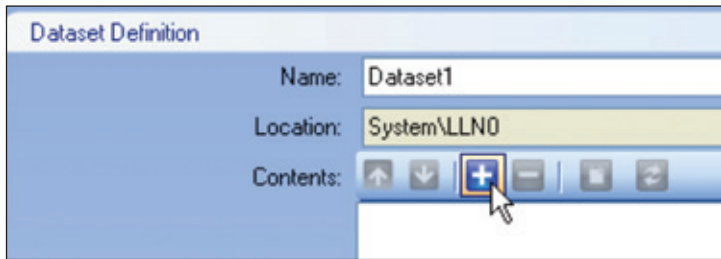 Dataset Definition
Name: Dataset1
Location: System\LLN0
Contents: